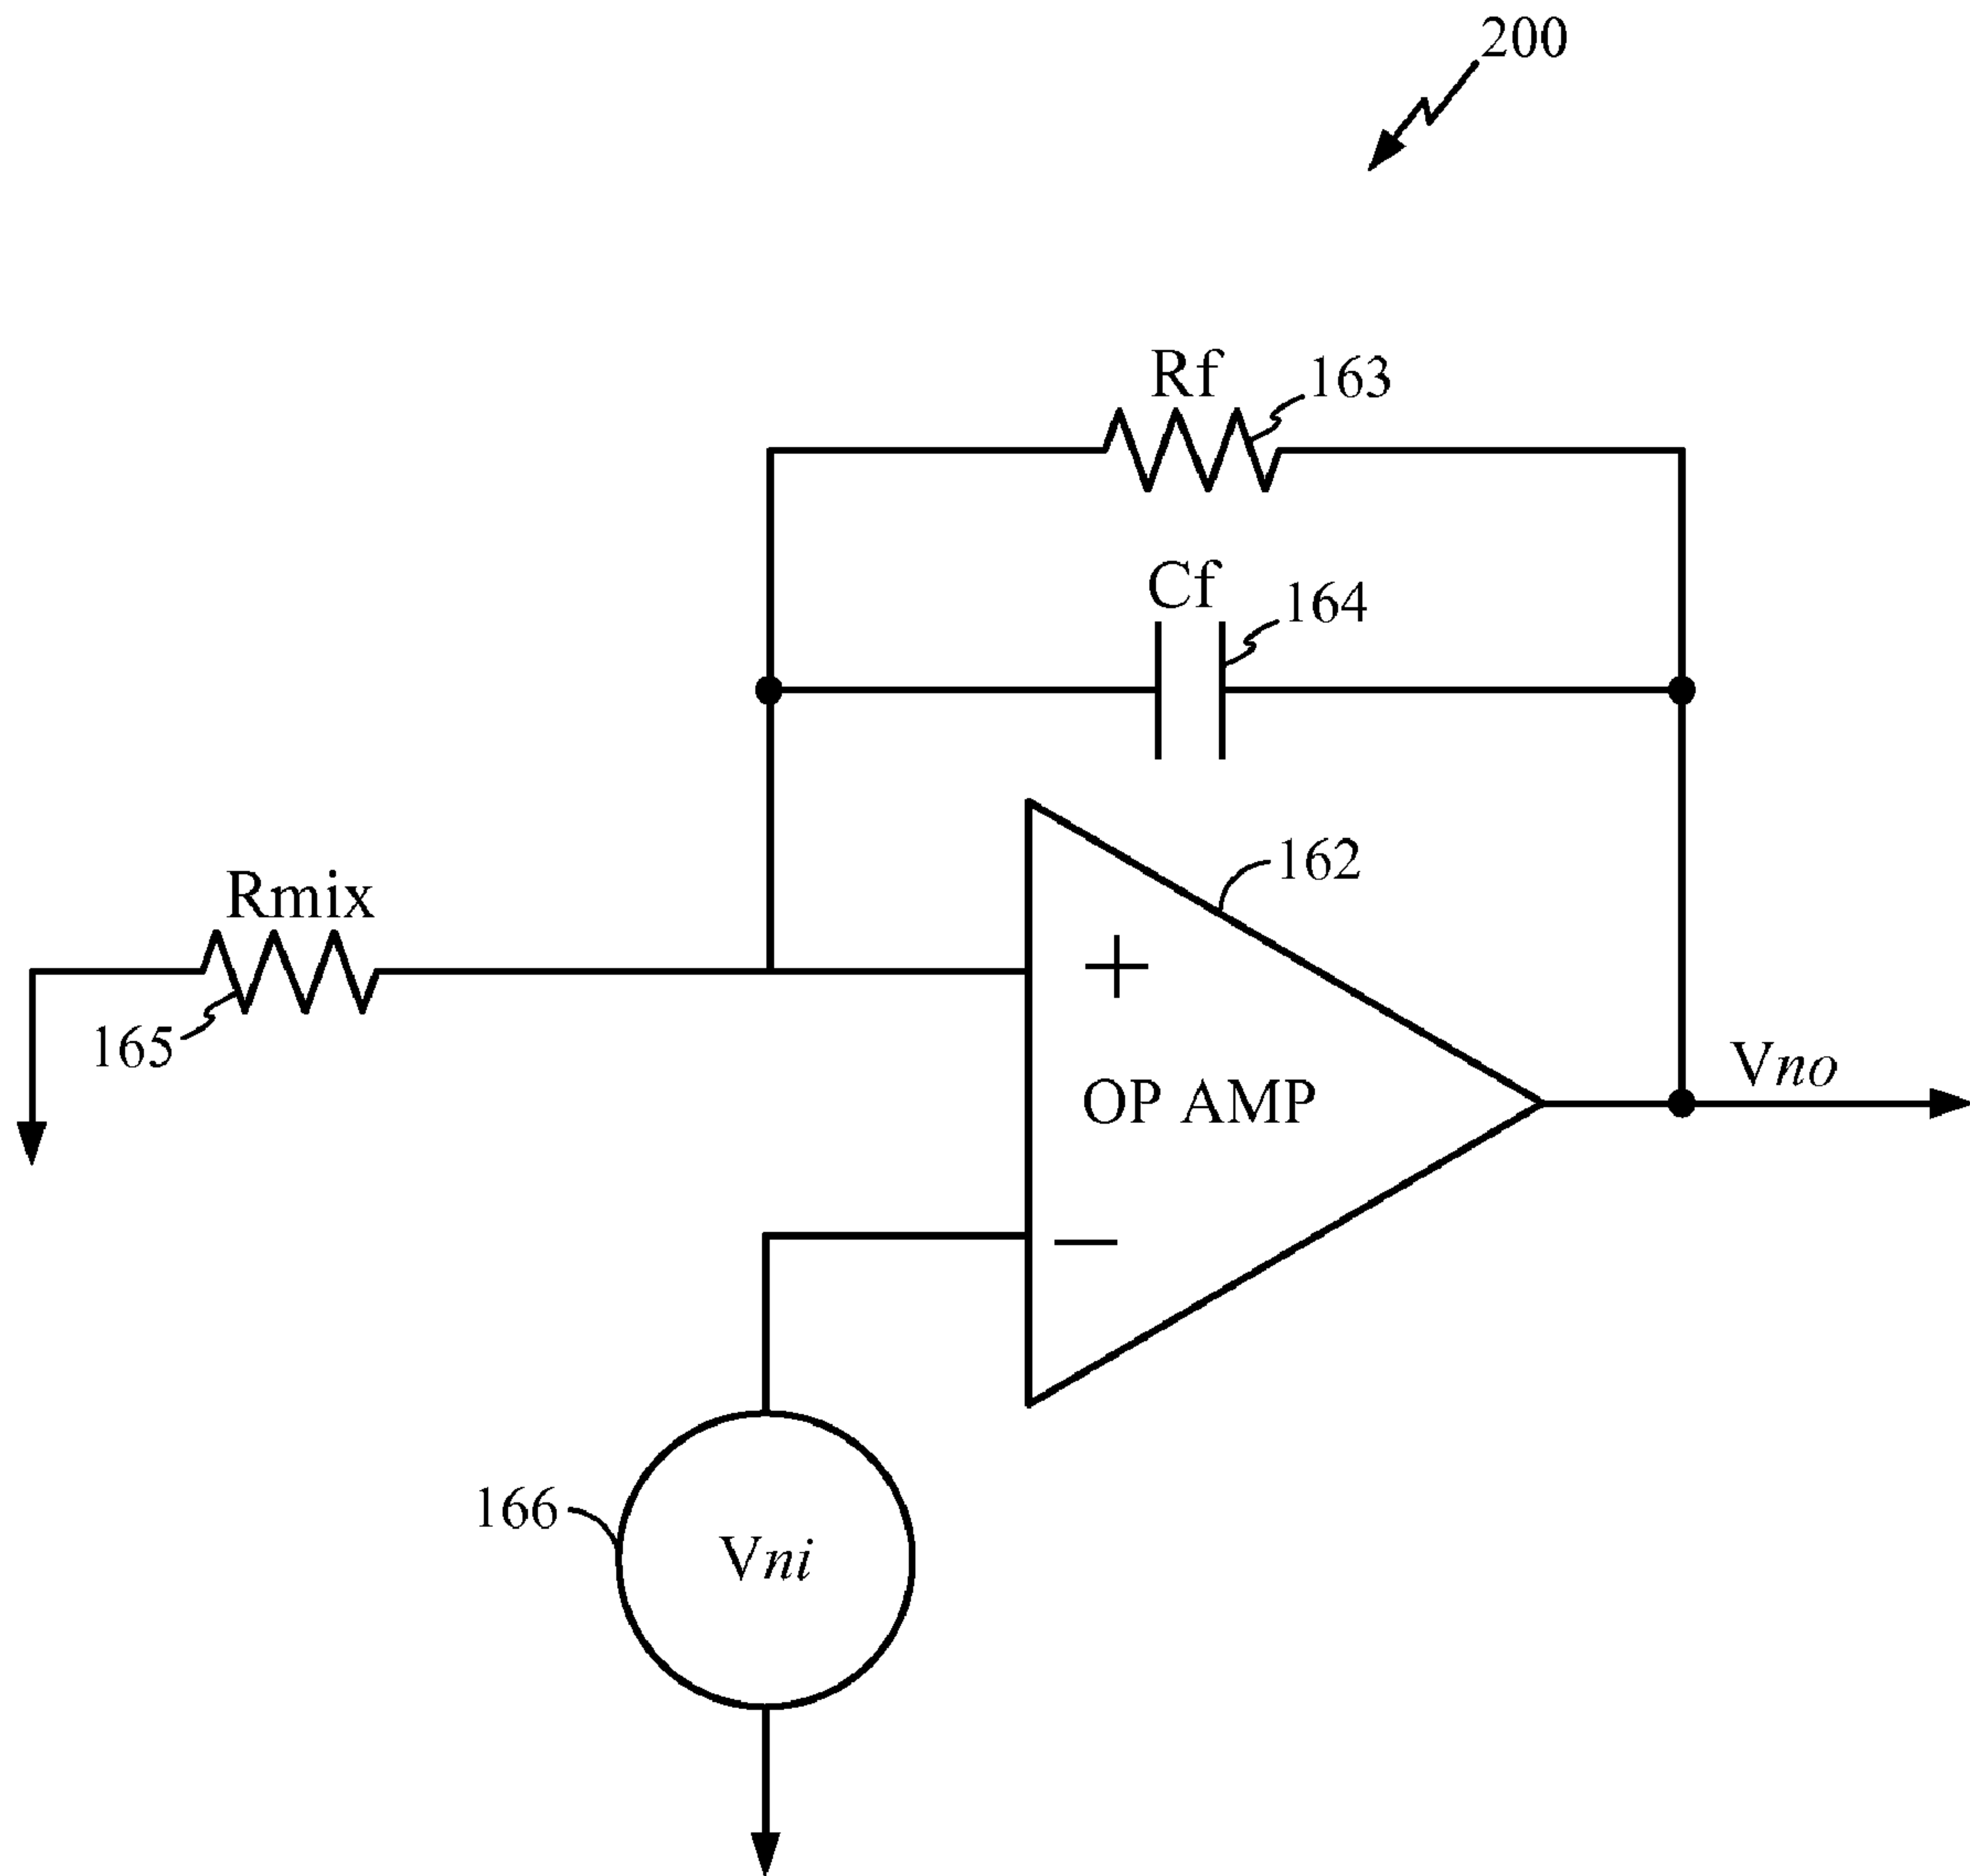 200
Rf
163
Cf
164
162
Rmix
165
+
OP AMP
Vno
−
166
Vni